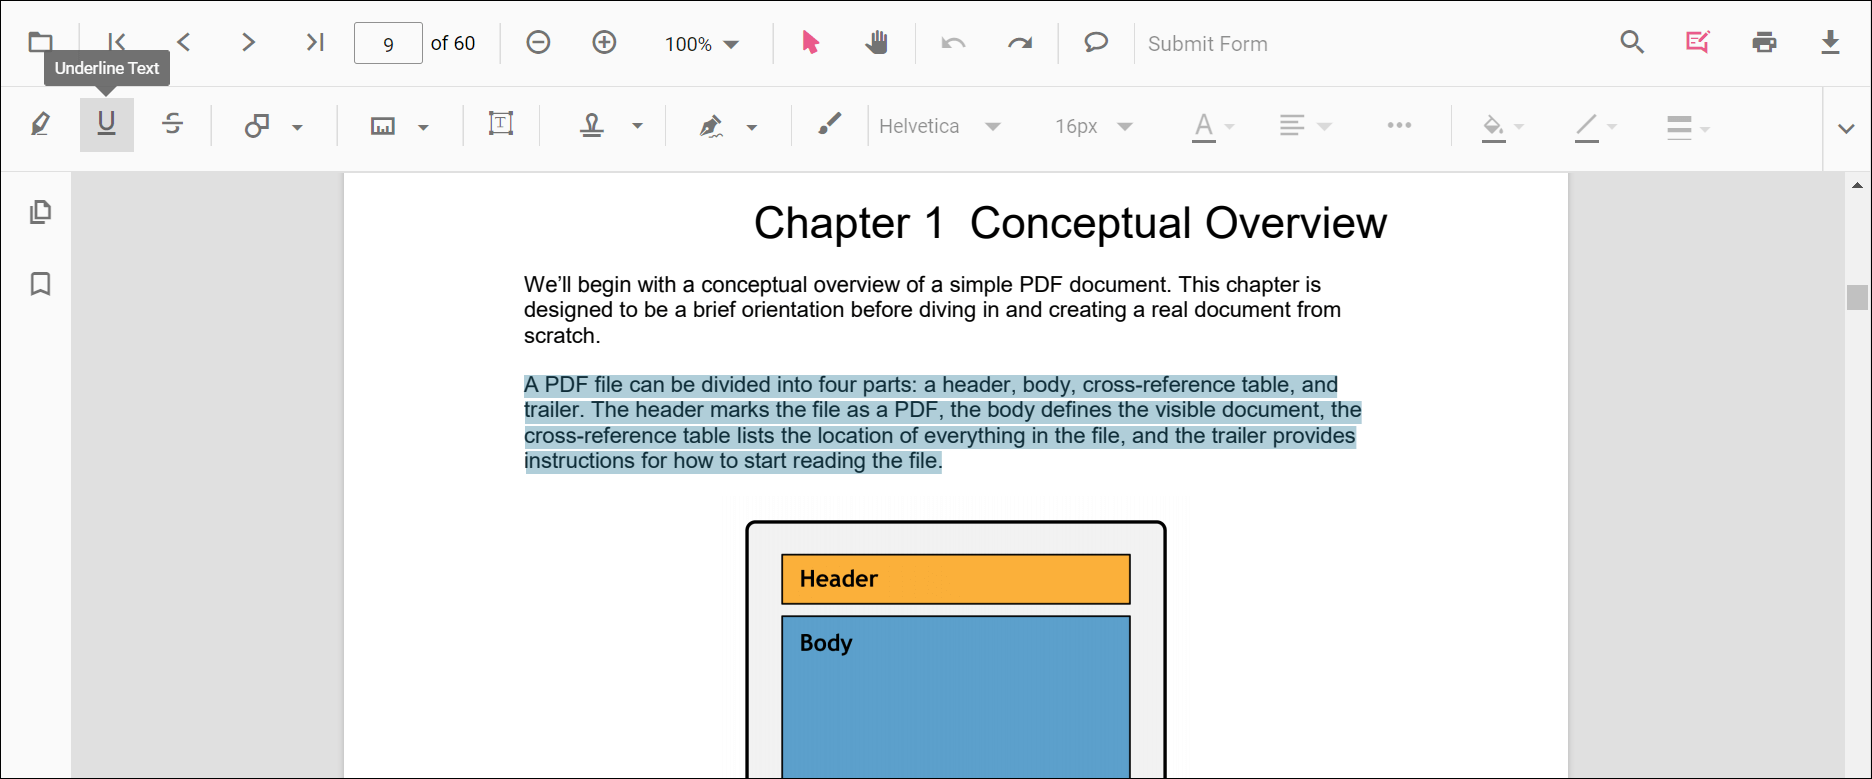 9 of 60 100% Submit Form
Underline Text
Helvetica 16px
Chapter 1 Conceptual Overview
We’ll begin with a conceptual overview of a simple PDF document. This chapter is
designed to be a brief orientation before diving in and creating a real document from
scratch.
A PDF file can be divided into four parts: a header, body, cross-reference table, and
trailer. The header marks the file as a PDF, the body defines the visible document, the
cross-reference table lists the location of everything in the file, and the trailer provides
instructions for how to start reading the file.
Header
Body